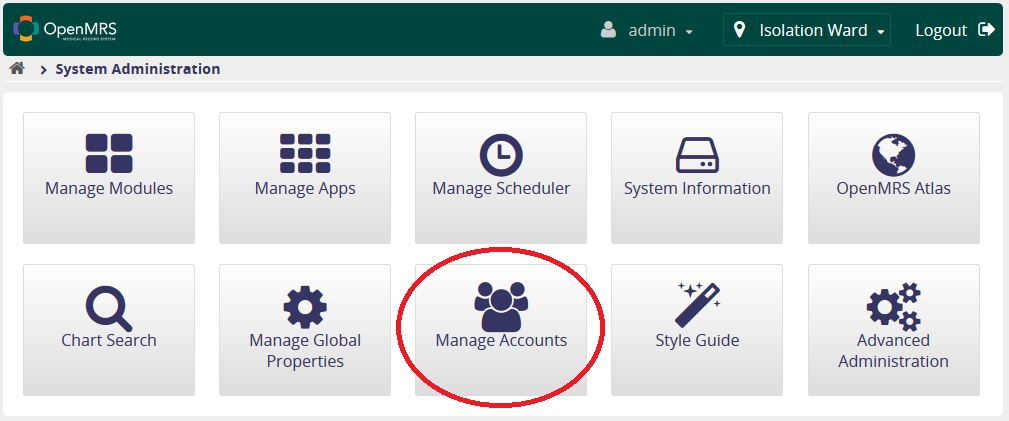 OpenMRS
MEDICAL RECORD SYSTEM
admin
Isolation Ward
Logout
System Administration
Manage Modules
Manage Apps
Manage Scheduler
System Information
OpenMRS Atlas
Chart Search
Manage Global
Properties
Manage Accounts
Style Guide
Advanced
Administration